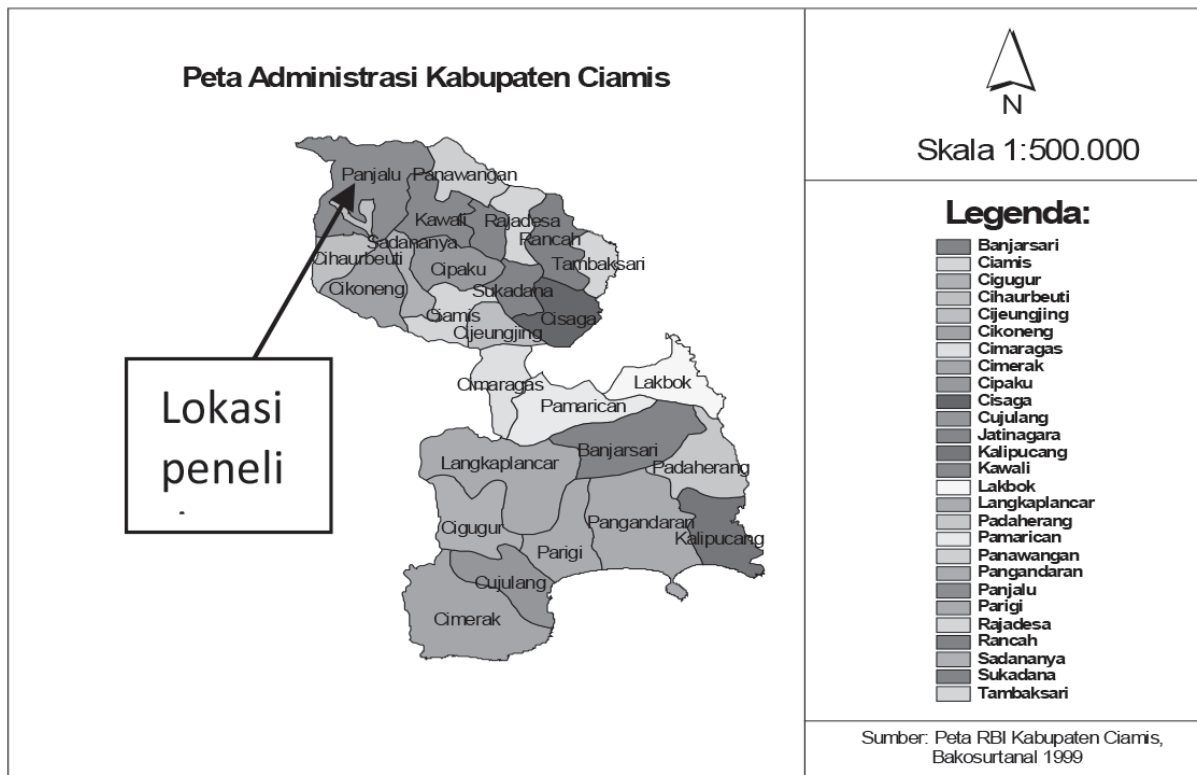 Peta Administrasi Kabupaten Ciamis
Panjalu
Panawangan
Kawali
Rajadesa
Rancah
Sadananya
Cihaurbeuti
Cipaku
Tambaksari
Cikoneng
Sukadana
Ciamis
Cisaga
Cijeungjing
Cimaragas
Lakbok
Pamarican
Banjarsari
Langkaplancar
Padaherang
Cigugur
Pangandaran
Parigi
Kalipucang
Cujulang
Cimerak
Lokasi
peneli
N
Skala 1:500.000
Legenda:
Banjarsari
Ciamis
Cigugur
Cihaurbeuti
Cijeungjing
Cikoneng
Cimaragas
Cimerak
Cipaku
Cisaga
Cujulang
Jatinagara
Kalipucang
Kawali
Lakbok
Langkaplancar
Padaherang
Pamarican
Panawangan
Pangandaran
Panjalu
Parigi
Rajadesa
Rancah
Sadananya
Sukadana
Tambaksari
Sumber: Peta RBI Kabupaten Ciamis,
Bakosurtanal 1999